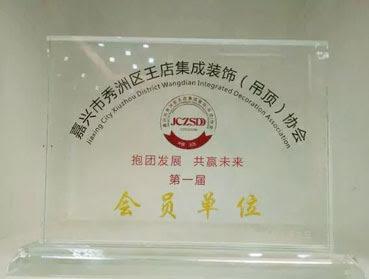 嘉兴市秀洲区王店集成装饰（吊顶）协会
Jiaxing City Xiuzhou District Wangdian Integrated Decoration Association
JCZSDD
抱团发展 共赢未来
第一届
会员单位